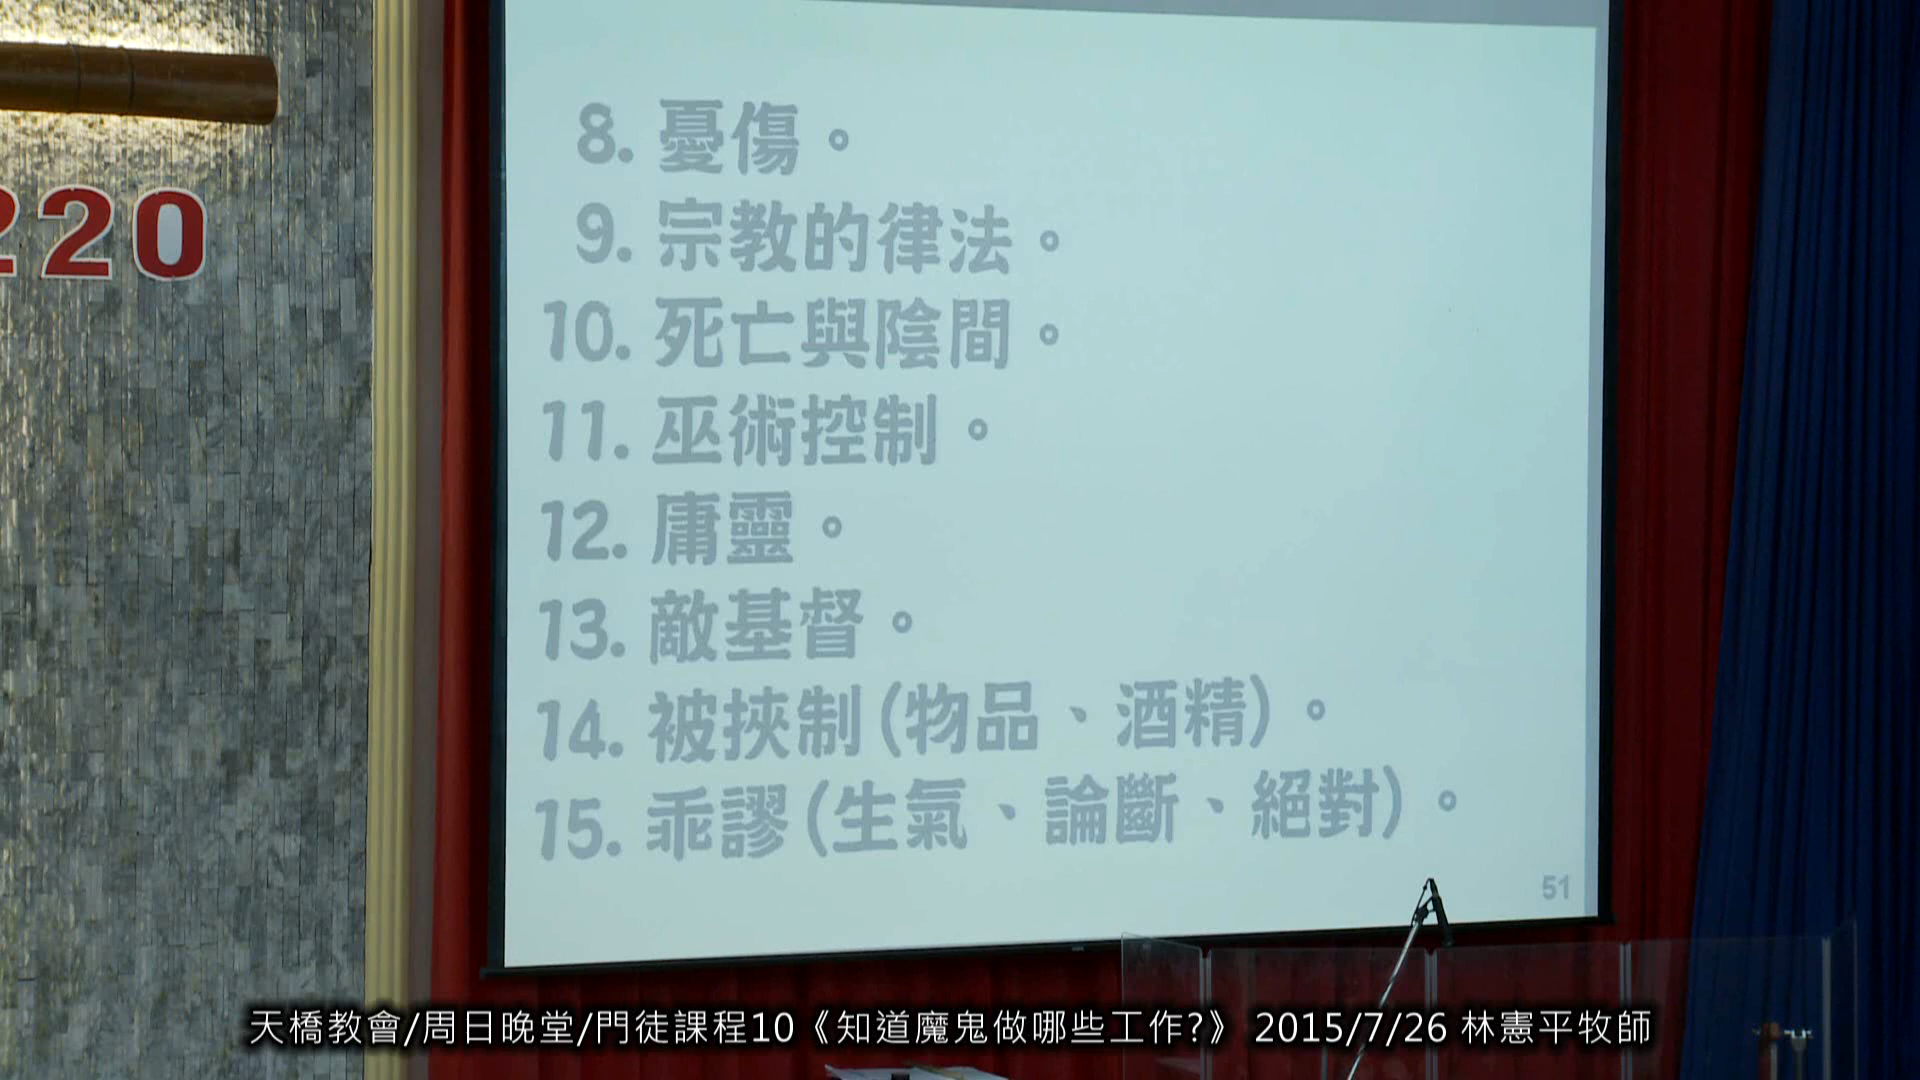 220
8. 憂傷。
9. 宗教的律法。
10. 死亡與陰間。
11. 巫術控制。
12. 庸靈。
13. 敵基督。
14. 被挾制(物品、酒精)。
15. 乖謬(生氣、論斷、絕對)。
51
天橋教會/周日晚堂/門徒課程10《知道魔鬼做哪些工作?》 2015/7/26 林憲平牧師